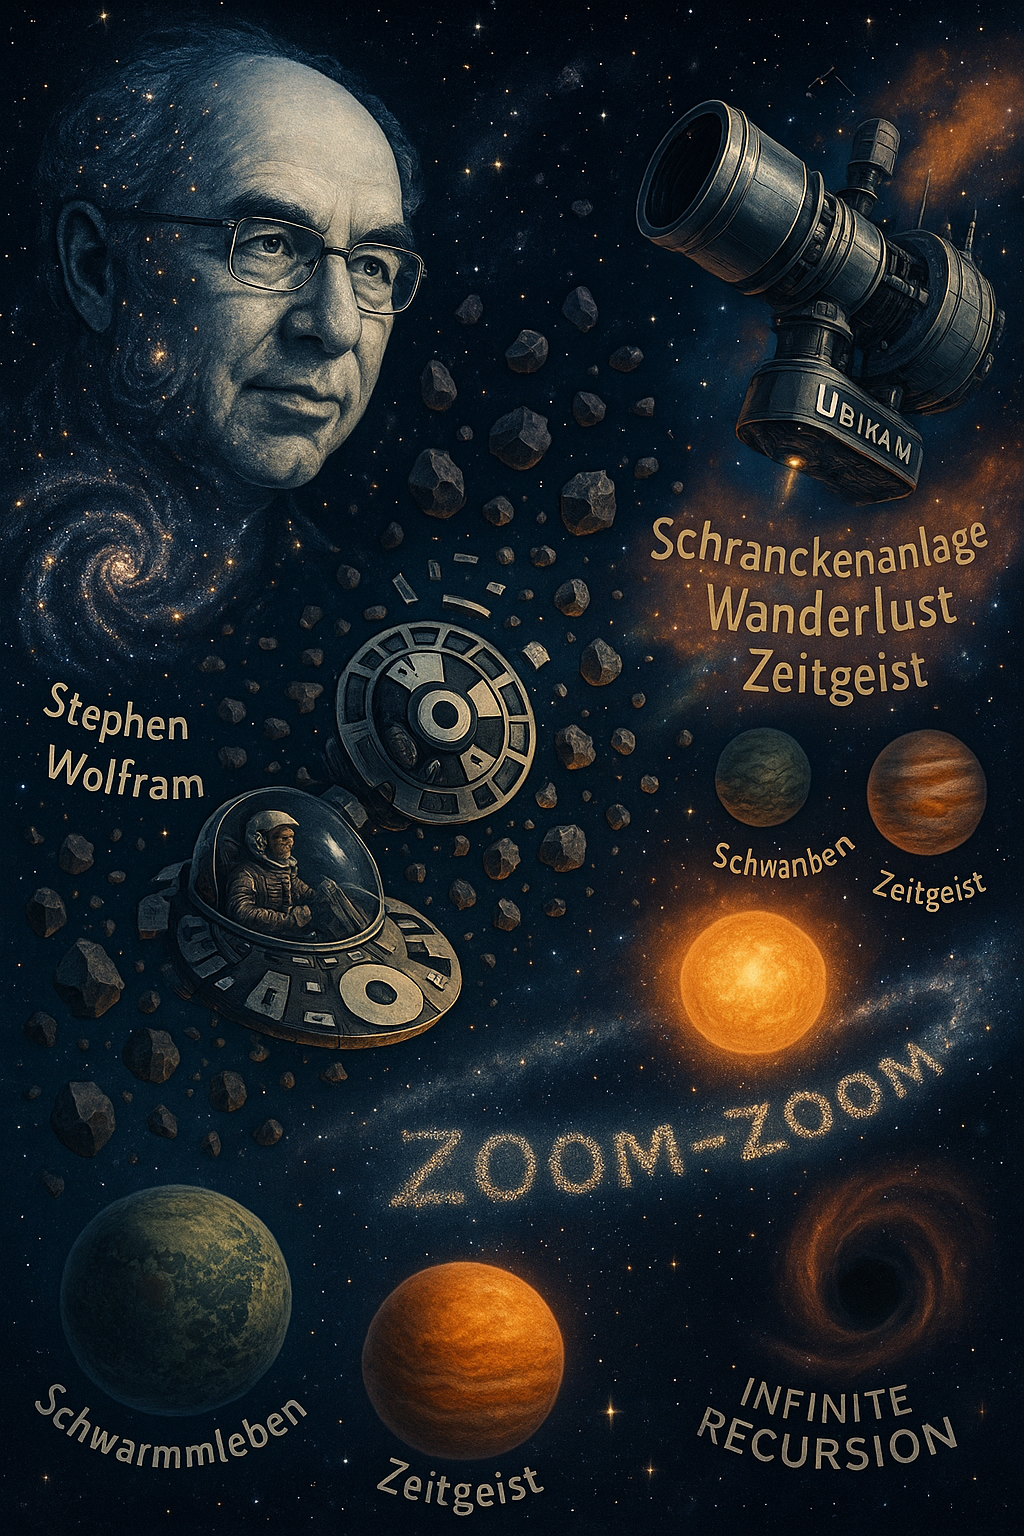 UBIKAM
Schranckenanlage
Wanderlust
Zeitgeist
Stephen
Wolfram
Schwanben
Zeitgeist
ZOOM-ZOOM
Schwarmmleben
Zeitgeist
INFINITE
RECURSION